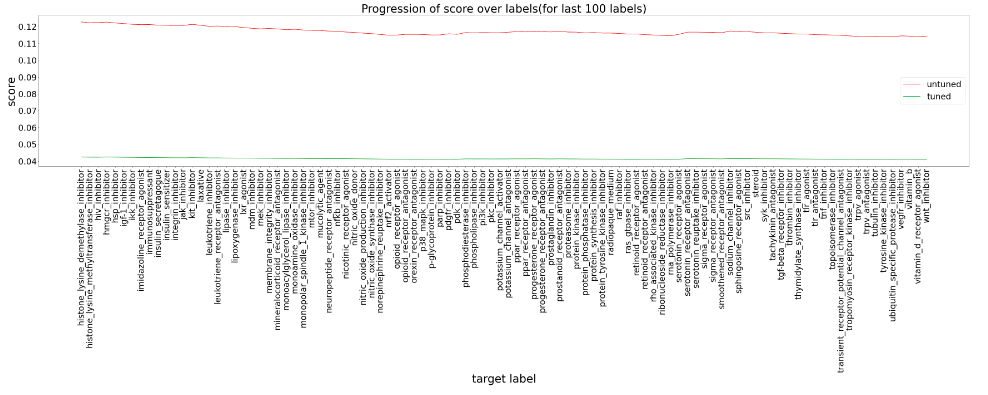 Progression of score over labels(for last 100 labels)
score
0.12
0.11
0.10
0.09
0.08
0.07
0.06
0.05
0.04
untuned
tuned
histone_lysine_demethylase_inhibitor
histone_lysine_methyltransferase_inhibitor
hiv_inhibitor
hmgcr_inhibitor
hsp_inhibitor
igf-1_inhibitor
ikk_inhibitor
imidazoline_receptor_agonist
immunosuppressant
insulin_secretagogue
insulin_sensitizer
integrin_inhibitor
jak_inhibitor
kit_inhibitor
laxative
leukotriene_inhibitor
leukotriene_receptor_antagonist
lipase_inhibitor
lipoxygenase_inhibitor
lxr_agonist
mdm_inhibitor
mek_inhibitor
membrane_integrity_inhibitor
mineralocorticoid_receptor_antagonist
monoacylglycerol_lipase_inhibitor
monoamine_oxidase_inhibitor
monopolar_spindle_1_kinase_inhibitor
mtor_inhibitor
mucolytic_agent
neuropeptide_receptor_antagonist
nfkb_inhibitor
nicotinic_receptor_agonist
nitric_oxide_donor
nitric_oxide_production_inhibitor
nitric_oxide_synthase_inhibitor
norepinephrine_reuptake_inhibitor
nrf2_activator
opioid_receptor_agonist
opioid_receptor_antagonist
orexin_receptor_antagonist
p38_mapk_inhibitor
p-glycoprotein_inhibitor
parp_inhibitor
pdgfr_inhibitor
pdk_inhibitor
phosphodiesterase_inhibitor
phospholipase_inhibitor
pi3k_inhibitor
pkc_inhibitor
potassium_channel_activator
potassium_channel_antagonist
ppar_receptor_agonist
ppar_receptor_antagonist
progesterone_receptor_agonist
progesterone_receptor_antagonist
prostaglandin_inhibitor
prostanoid_receptor_antagonist
proteasome_inhibitor
protein_kinase_inhibitor
protein_phosphatase_inhibitor
protein_synthesis_inhibitor
protein_tyrosine_kinase_inhibitor
radiopaque_medium
raf_inhibitor
ras_gtpase_inhibitor
retinoid_receptor_agonist
retinoid_receptor_antagonist
rho_associated_kinase_inhibitor
ribonucleoside_reductase_inhibitor
rna_polymerase_inhibitor
serotonin_receptor_agonist
serotonin_receptor_antagonist
serotonin_reuptake_inhibitor
sigma_receptor_agonist
sigma_receptor_antagonist
smoothened_receptor_antagonist
sodium_channel_inhibitor
sphingosine_receptor_agonist
src_inhibitor
steroid
syk_inhibitor
tachykinin_antagonist
tgf-beta_receptor_inhibitor
thrombin_inhibitor
thymidylate_synthase_inhibitor
tlr_agonist
tlr_antagonist
tnf_inhibitor
topoisomerase_inhibitor
transient_receptor_potential_channel_antagonist
tropomyosin_receptor_kinase_inhibitor
trpv_agonist
trpv_antagonist
tubulin_inhibitor
tyrosine_kinase_inhibitor
ubiquitin_specific_protease_inhibitor
vegfr_inhibitor
vitamin_b
vitamin_d_receptor_agonist
wnt_inhibitor
target label